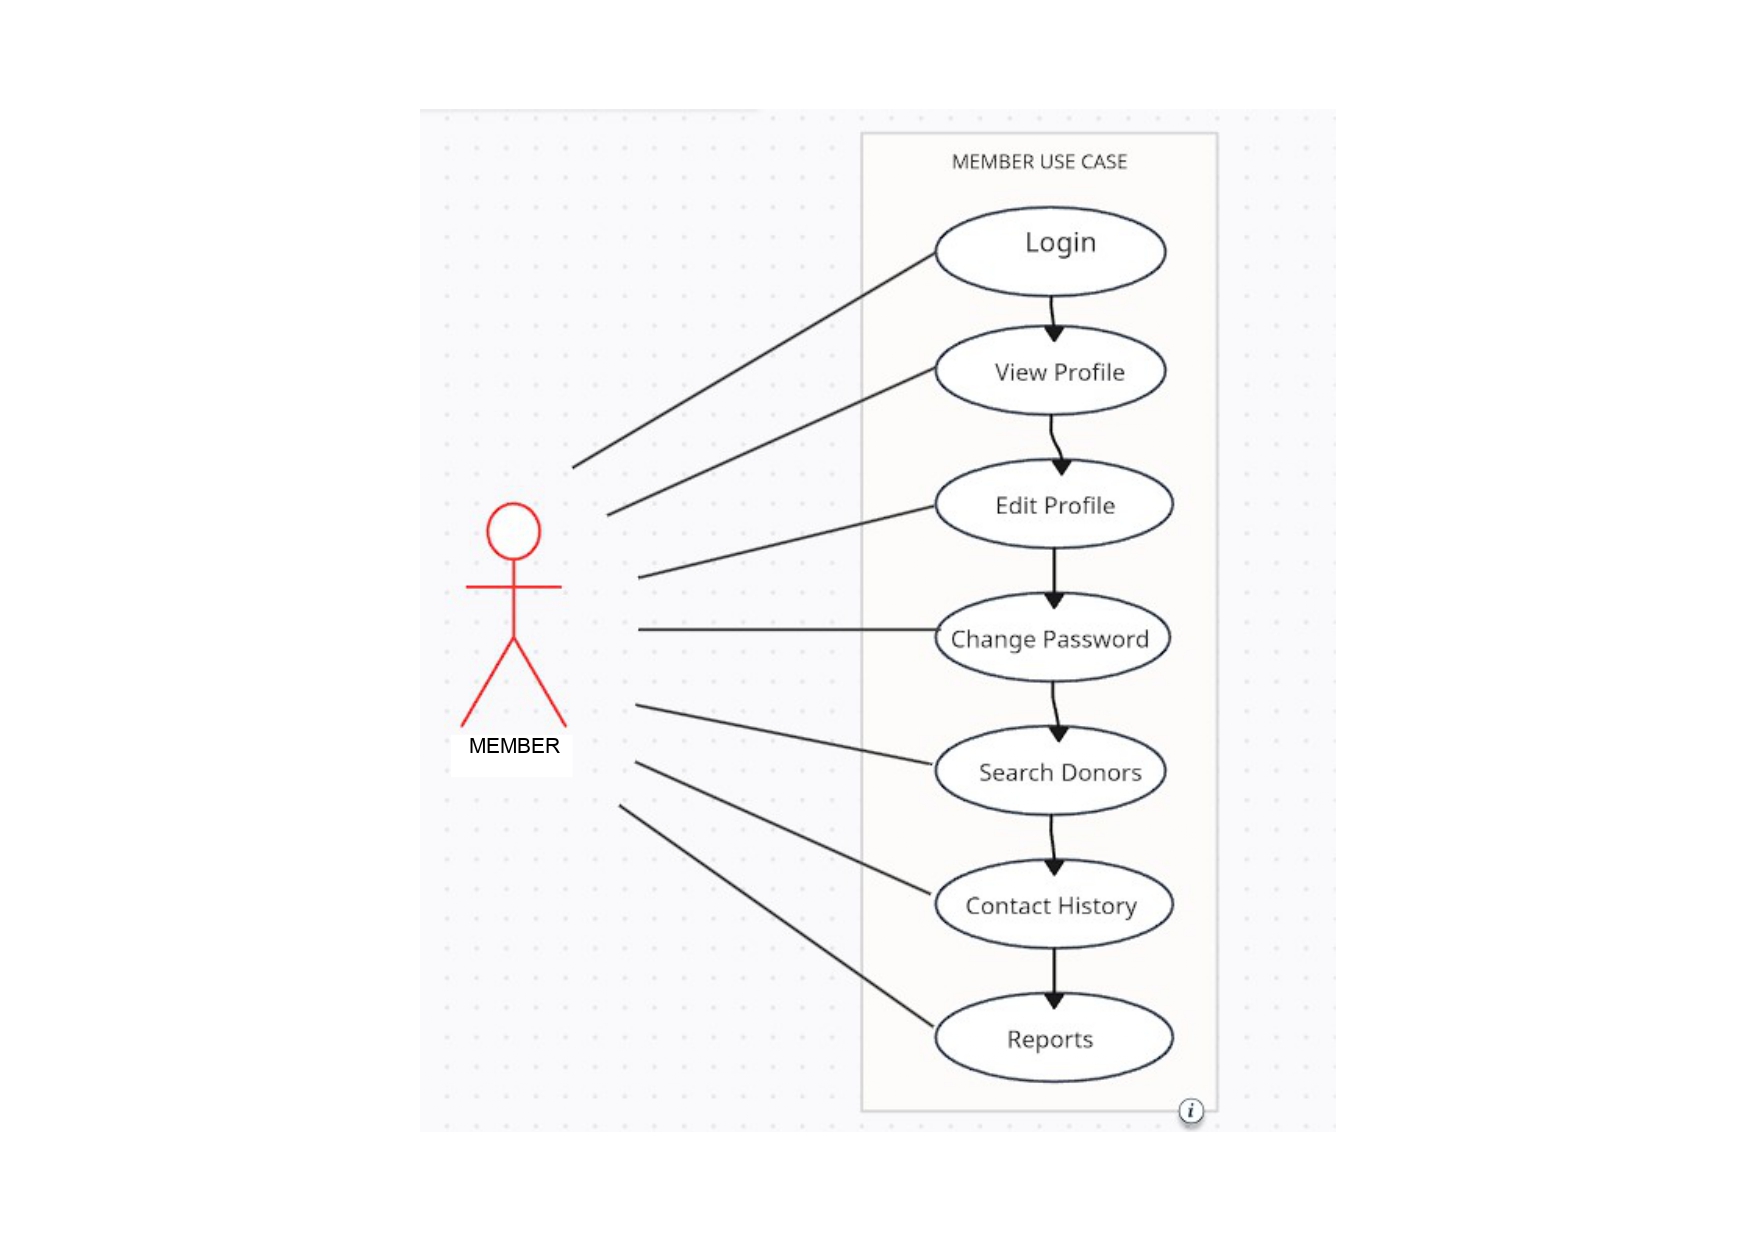 MEMBER USE CASE
Login
View Profile
Edit Profile
Change Password
Search Donors
Contact History
Reports
MEMBER
i